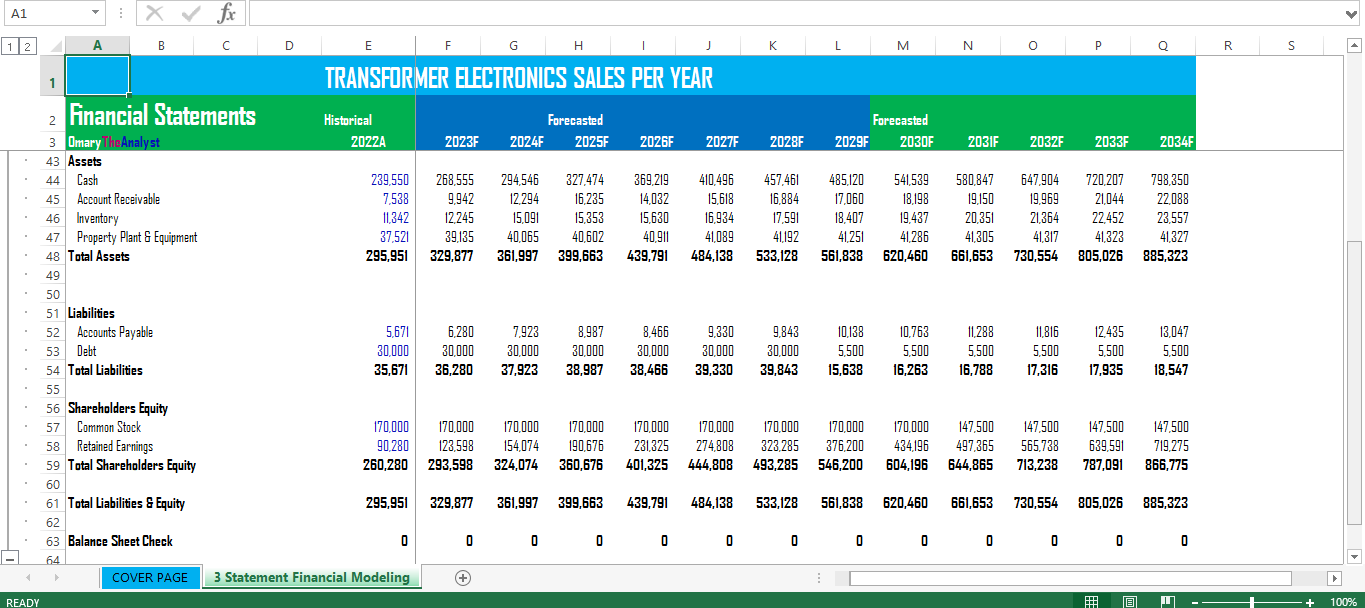 A1 fx
1 2 A B C D E F G H I J K L M N O P Q R S
1 TRANSFORMER ELECTRONICS SALES PER YEAR
2 Financial Statements Historical Forecasted Forecasted
3 OmaryTheAnalyst 2022A 2023F 2024F 2025F 2026F 2027F 2028F 2029F 2030F 2031F 2032F 2033F 2034F
43 Assets
44 Cash 239,550 268,555 294,546 327,474 369,219 410,496 457,461 485,120 541,539 580,847 647,904 720,207 798,350
45 Account Receivable 7,538 9,942 12,294 16,235 14,032 15,618 16,884 17,060 18,198 19,150 19,969 21,044 22,088
46 Inventory 11,342 12,245 15,091 15,353 15,630 16,934 17,591 18,407 19,437 20,351 21,364 22,452 23,557
47 Property Plant & Equipment 37,521 39,135 40,065 40,602 40,911 41,089 41,192 41,251 41,286 41,305 41,317 41,323 41,327
48 Total Assets 295,951 329,877 361,997 399,663 439,791 484,138 533,128 561,838 620,460 661,653 730,554 805,026 885,323
49
50
51 Liabilities
52 Accounts Payable 5,671 6,280 7,923 8,987 8,466 9,330 9,843 10,138 10,763 11,288 11,816 12,435 13,047
53 Debt 30,000 30,000 30,000 30,000 30,000 30,000 30,000 5,500 5,500 5,500 5,500 5,500 5,500
54 Total Liabilities 35,671 36,280 37,923 38,987 38,466 39,330 39,843 15,638 16,263 16,788 17,316 17,935 18,547
55
56 Shareholders Equity
57 Common Stock 170,000 170,000 170,000 170,000 170,000 170,000 170,000 170,000 170,000 147,500 147,500 147,500 147,500
58 Retained Earnings 90,280 123,598 154,074 190,676 231,325 274,808 323,285 376,200 434,196 497,365 565,738 639,591 719,275
59 Total Shareholders Equity 260,280 293,598 324,074 360,676 401,325 444,808 493,285 546,200 604,196 644,865 713,238 787,091 866,775
60
61 Total Liabilities & Equity 295,951 329,877 361,997 399,663 439,791 484,138 533,128 561,838 620,460 661,653 730,554 805,026 885,323
62
63 Balance Sheet Check 0 0 0 0 0 0 0 0 0 0 0 0 0
64
COVER PAGE 3 Statement Financial Modeling
READY 100%